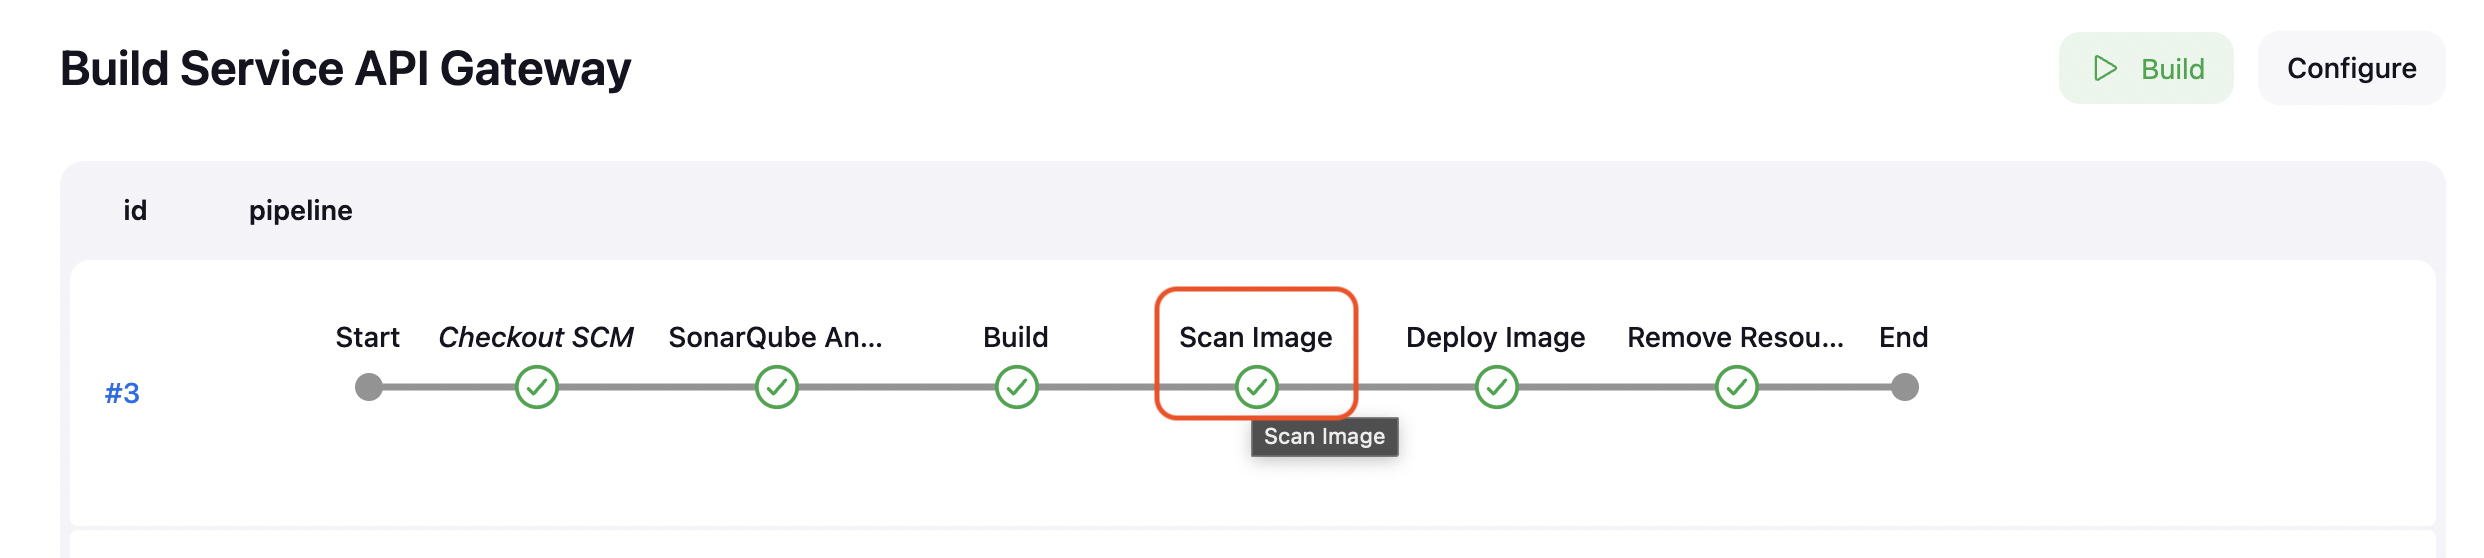 Build Service API Gateway
Build
Configure
id pipeline
Start Checkout SCM SonarQube An... Build Scan Image Deploy Image Remove Resou... End
#3
Scan Image